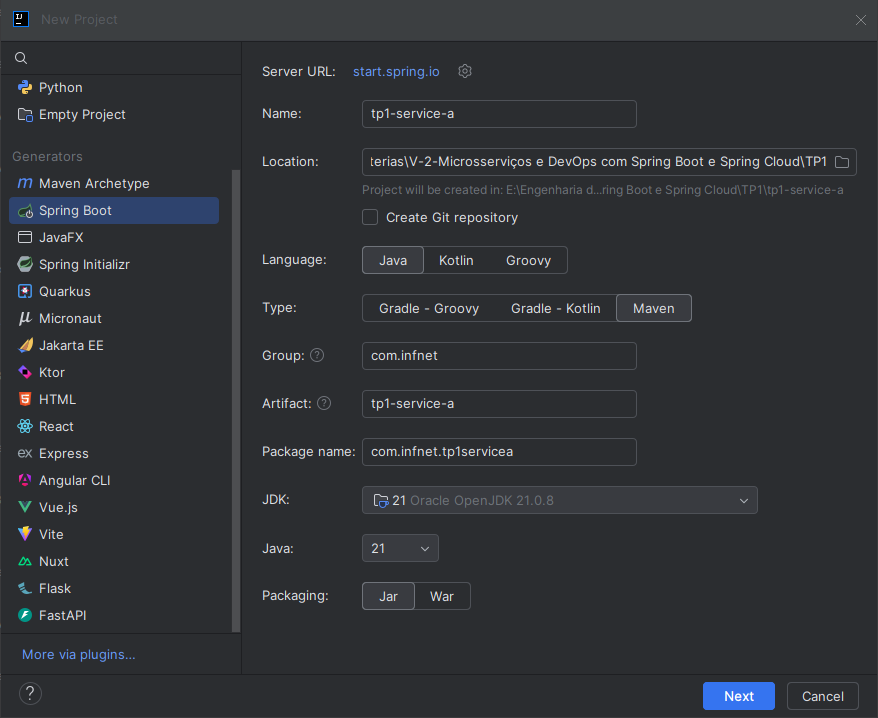 New Project
Python
Empty Project
Generators
Maven Archetype
Spring Boot
JavaFX
Spring Initializr
Quarkus
Micronaut
Jakarta EE
Ktor
HTML
React
ex Express
Angular CLI
Vue.js
Vite
Nuxt
Flask
FastAPI
More via plugins...
Server URL: start.spring.io
Name: tp1-service-a
Location: terias\V-2-Microsserviços e DevOps com Spring Boot e Spring Cloud\TP1
Project will be created in: E:\Engenharia d...ring Boot e Spring Cloud\TP1\tp1-service-a
Create Git repository
Language: Java Kotlin Groovy
Type: Gradle - Groovy Gradle - Kotlin Maven
Group: ? com.infnet
Artifact: ? tp1-service-a
Package name: com.infnet.tp1servicea
JDK: 21 Oracle OpenJDK 21.0.8
Java: 21
Packaging: Jar War
? Next Cancel